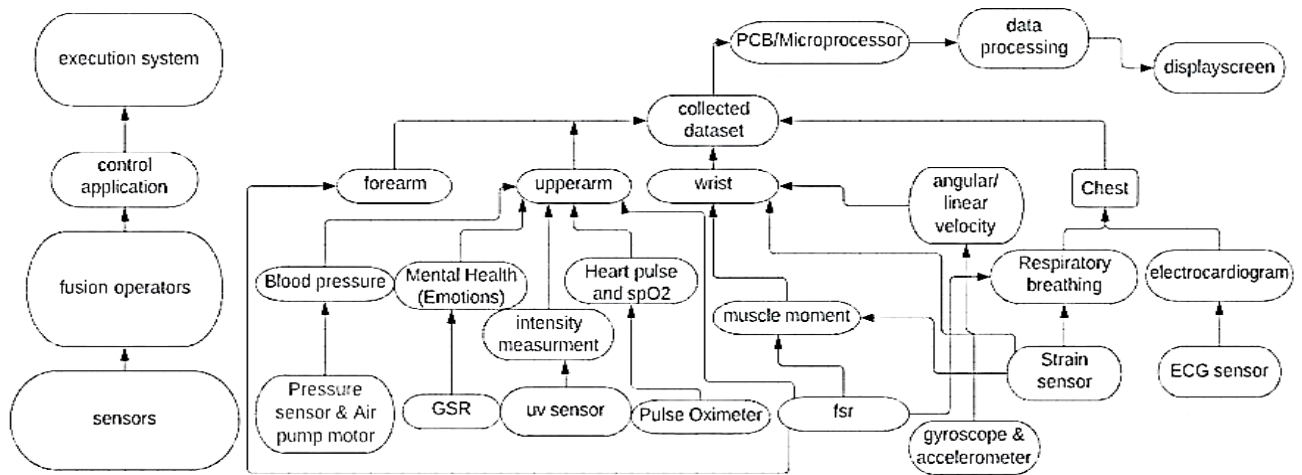 execution system
control
application
fusion operators
sensors
PCB/Microprocessor
data
processing
displayscreen
collected
dataset
forearm
upperarm
wrist
angular/
linear
velocity
Chest
Blood pressure
Mental Health
(Emotions)
Heart pulse
and spO2
intensity
measurment
muscle moment
Respiratory
breathing
electrocardiogram
Pressure
sensor & Air
pump motor
GSR
uv sensor
Pulse Oximeter
fsr
gyroscope &
accelerometer
Strain
sensor
ECG sensor